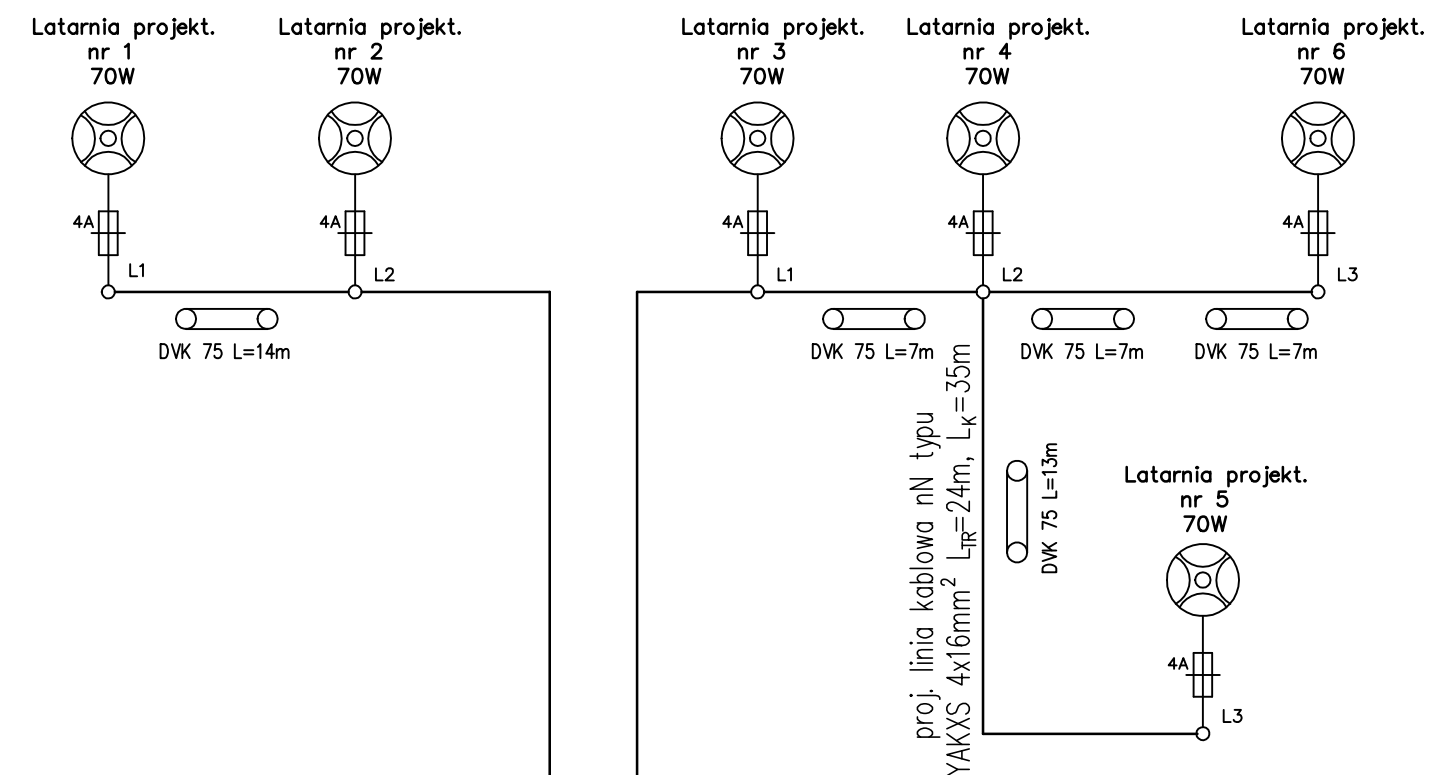 Latarnia projekt.
nr 1
70W
Latarnia projekt.
nr 2
70W
Latarnia projekt.
nr 3
70W
Latarnia projekt.
nr 4
70W
Latarnia projekt.
nr 6
70W
4A
4A
4A
4A
4A
L1
L2
L1
L2
L3
DVK 75 L=14m
DVK 75 L=7m
DVK 75 L=7m
DVK 75 L=7m
proj. linia kablowa nN typu
YAKXS 4x16mm² LTR=24m, LK=35m
DVK 75 L=13m
Latarnia projekt.
nr 5
70W
4A
L3